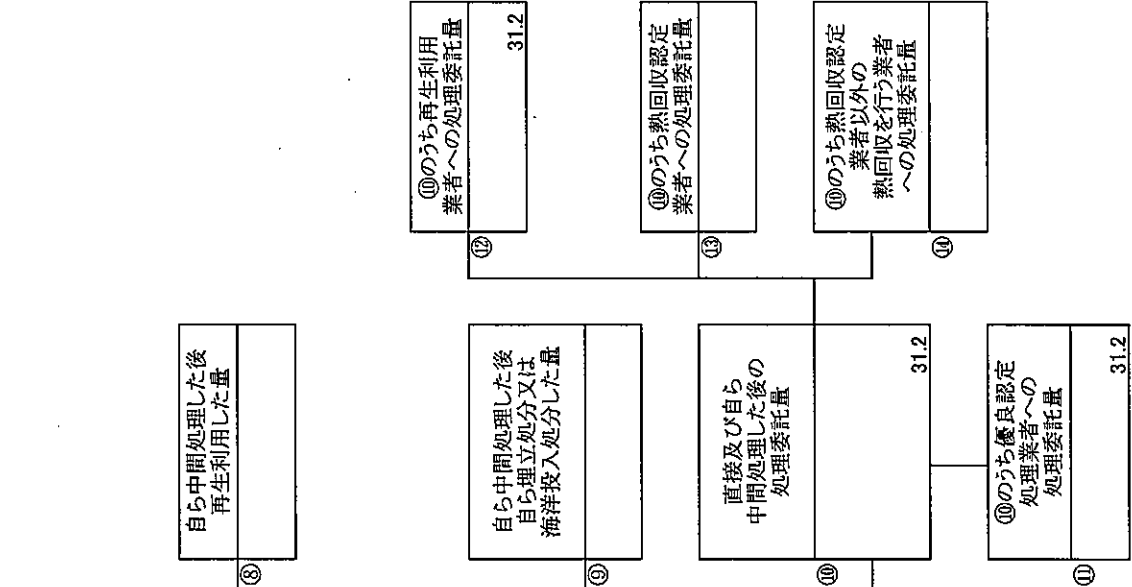 ⑧
自ら中間処理した後
再生利用した量
⑨
自ら中間処理した後
自ら埋立処分又は
海洋投入処分した量
⑩
直接及び自ら
中間処理した後の
処理委託量
31.2
⑪
⑩のうち優良認定
処理業者への
処理委託量
31.2
⑫
⑩のうち再生利用
業者への処理委託量
31.2
⑬
⑩のうち熱回収認定
業者への処理委託量
⑭
⑩のうち熱回収認定
業者以外の
熱回収を行う業者
への処理委託量